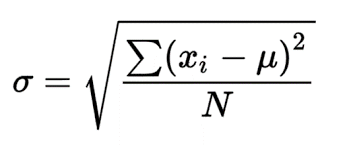 σ = √(∑(xᵢ − μ)² / N)